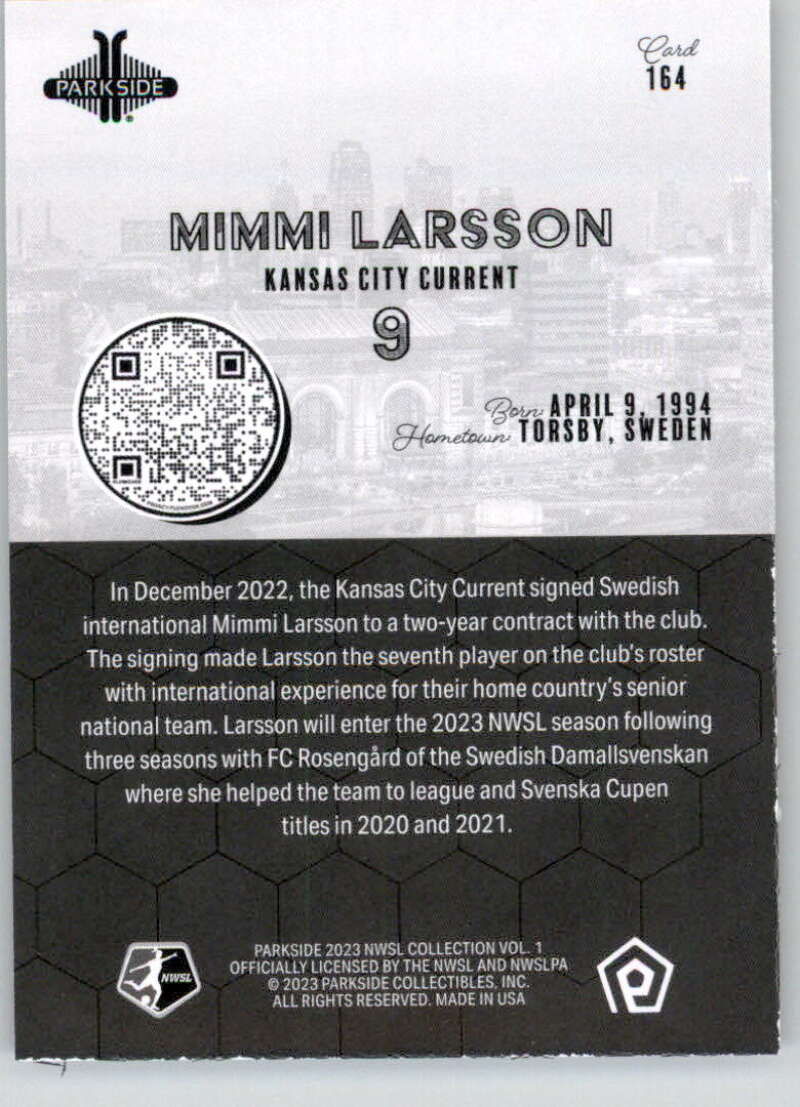 PARKSIDE
Card
164
MIMMI LARSSON
KANSAS CITY CURRENT
9
Born: APRIL 9, 1994
Hometown: TORSBY, SWEDEN
In December 2022, the Kansas City Current signed Swedish
international Mimmi Larsson to a two-year contract with the club.
The signing made Larsson the seventh player on the club's roster
with international experience for their home country's senior
national team. Larsson will enter the 2023 NWSL season following
three seasons with FC Rosengård of the Swedish Damallsvenskan
where she helped the team to league and Svenska Cupen
titles in 2020 and 2021.
NWSL
PARKSIDE 2023 NWSL COLLECTION VOL. 1
OFFICIALLY LICENSED BY THE NWSL AND NWSLPA
© 2023 PARKSIDE COLLECTIBLES, INC.
ALL RIGHTS RESERVED. MADE IN USA